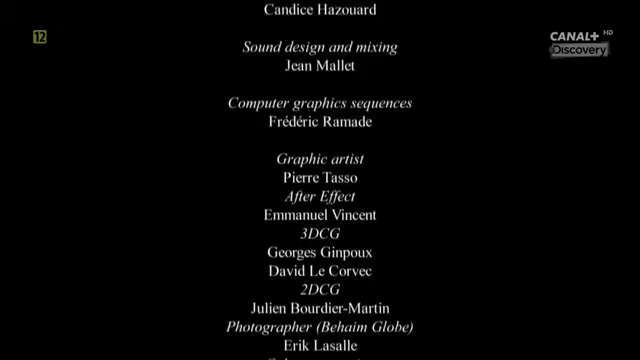 Candice Hazouard
12
CANAL+ HD
Discovery
Sound design and mixing
Jean Mallet
Computer graphics sequences
Frédéric Ramade
Graphic artist
Pierre Tasso
After Effect
Emmanuel Vincent
3DCG
Georges Ginpoux
David Le Corvec
2DCG
Julien Bourdier-Martin
Photographer (Behaim Globe)
Erik Lasalle